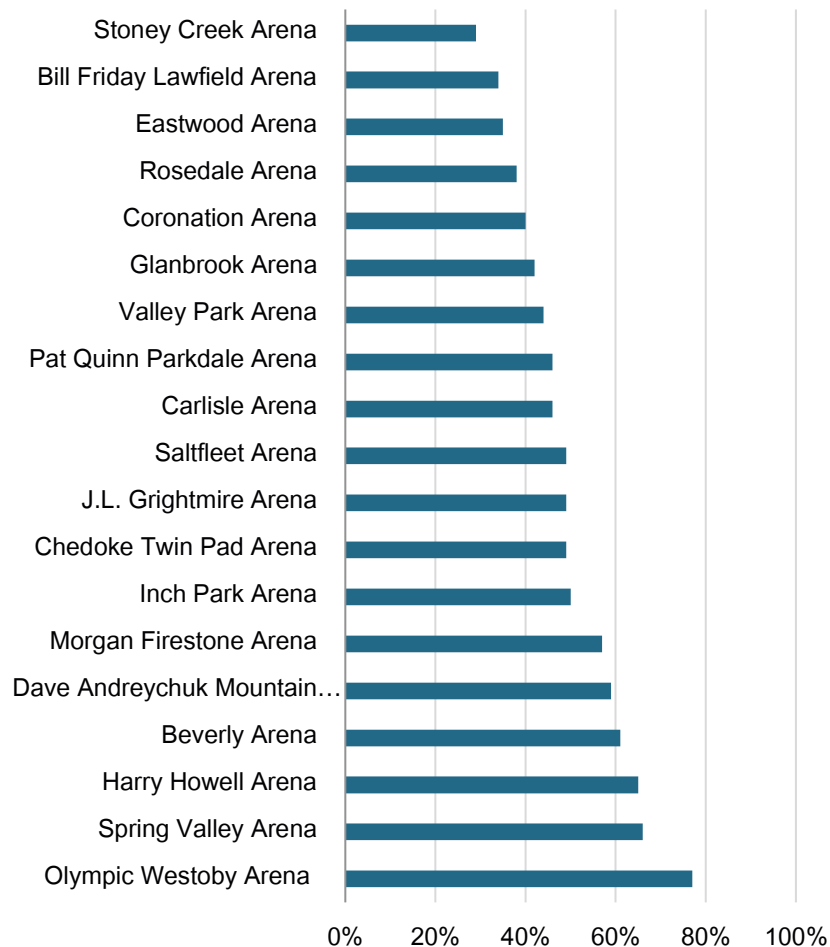 Stoney Creek Arena
Bill Friday Lawfield Arena
Eastwood Arena
Rosedale Arena
Coronation Arena
Glanbrook Arena
Valley Park Arena
Pat Quinn Parkdale Arena
Carlisle Arena
Saltfleet Arena
J.L. Grightmire Arena
Chedoke Twin Pad Arena
Inch Park Arena
Morgan Firestone Arena
Dave Andreychuk Mountain…
Beverly Arena
Harry Howell Arena
Spring Valley Arena
Olympic Westoby Arena
0% 20% 40% 60% 80% 100%